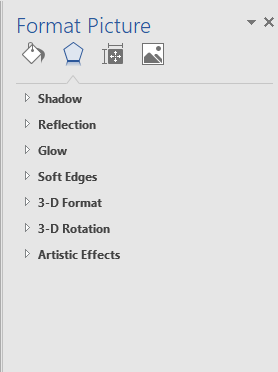 Format Picture
Shadow
Reflection
Glow
Soft Edges
3-D Format
3-D Rotation
Artistic Effects